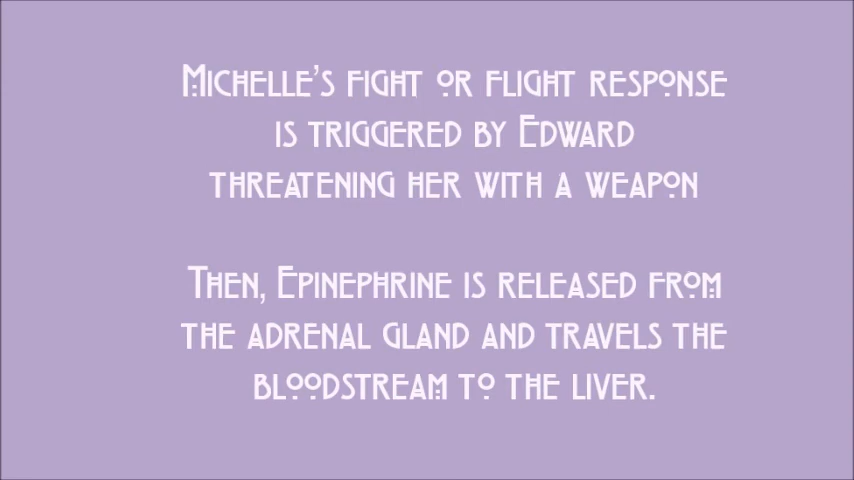 Michelle's fight or flight response
is triggered by Edward
threatening her with a weapon
Then, Epinephrine is released from
the adrenal gland and travels the
bloodstream to the liver.